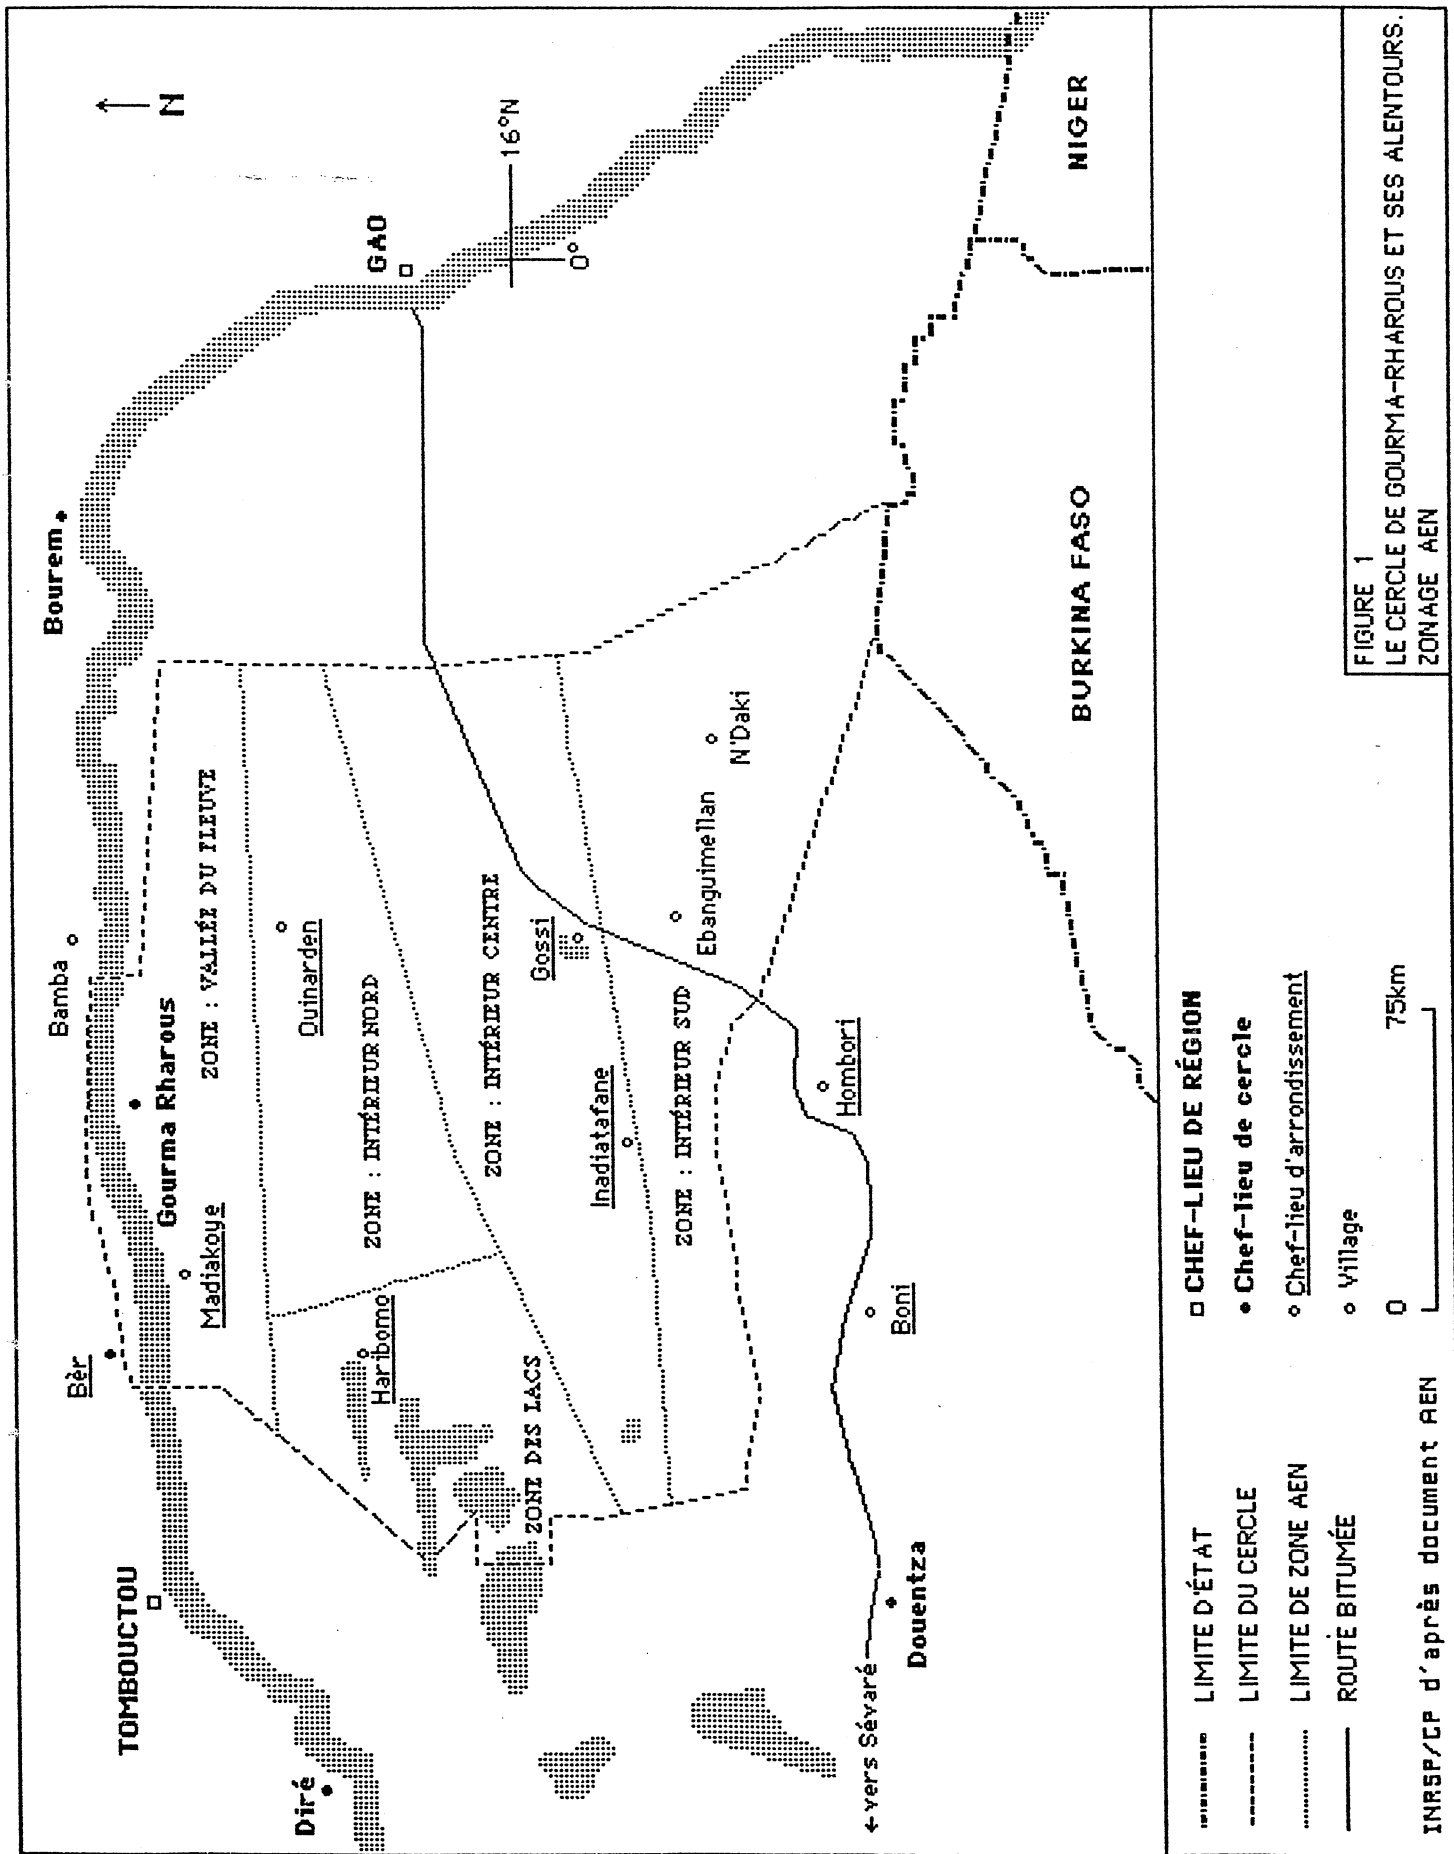 N
Bourem
Bamba
Bèr
TOMBOUCTOU
Gourma Rharous
Madiakoye
ZONE : VALLÉE DU FLEUVE
GAO
16°N
0°
Diré
Ouinarden
Haribomo
ZONE : INTÉRIEUR NORD
ZONE : INTÉRIEUR CENTRE
Gossi
ZONE DES LACS
Inadiatafane
ZONE : INTÉRIEUR SUD
Ebanguimellan
N'Daki
Hombori
Boni
← vers Sévaré
Douentza
BURKINA FASO
NIGER
LIMITE D'ÉTAT
LIMITE DU CERCLE
LIMITE DE ZONE AEN
ROUTE BITUMÉE
CHEF-LIEU DE RÉGION
Chef-lieu de cercle
Chef-lieu d'arrondissement
Village
0 75km
INRSP/CP d'après document AEN
FIGURE 1
LE CERCLE DE GOURMA-RHAROUS ET SES ALENTOURS.
ZONAGE AEN